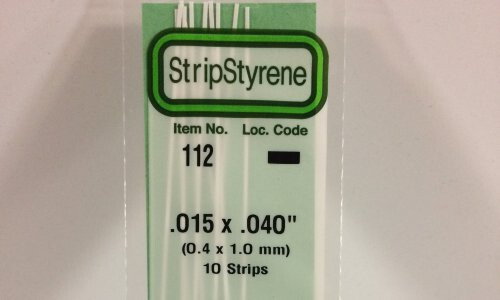 StripStyrene
Item No. Loc. Code
112
.015 x .040"
(0.4 x 1.0 mm)
10 Strips